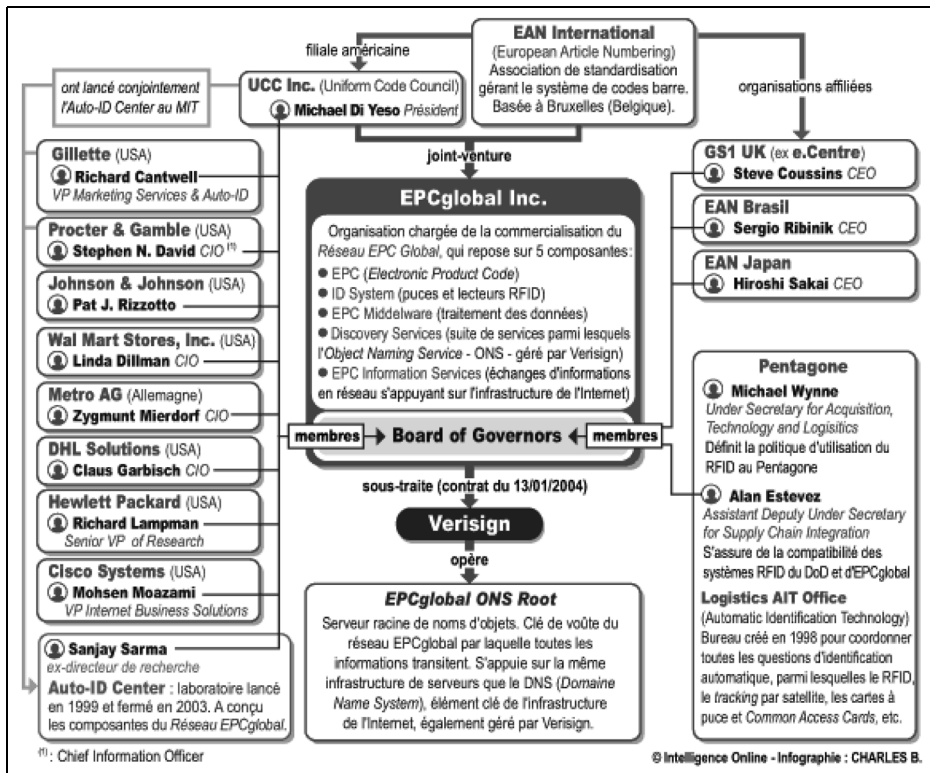 EAN International
(European Article Numbering)
Association de standardisation
gérant le système de codes barre.
Basée à Bruxelles (Belgique).
filiale américaine
organisations affiliées
ont lancé conjointement
l'Auto-ID Center au MIT
UCC Inc. (Uniform Code Council)
Michael Di Yeso Président
joint-venture
Gillette (USA)
Richard Cantwell
VP Marketing Services & Auto-ID
Procter & Gamble (USA)
Stephen N. David CIO (1)
Johnson & Johnson (USA)
Pat J. Rizzotto
Wal Mart Stores, Inc. (USA)
Linda Dillman CIO
Metro AG (Allemagne)
Zygmunt Mierdorf CIO
DHL Solutions (USA)
Claus Garbisch CIO
Hewlett Packard (USA)
Richard Lampman
Senior VP of Research
Cisco Systems (USA)
Mohsen Moazami
VP Internet Business Solutions
Sanjay Sarma
ex-directeur de recherche
Auto-ID Center : laboratoire lancé
en 1999 et fermé en 2003. A conçu
les composantes du Réseau EPCglobal.
(1) : Chief Information Officer
EPCglobal Inc.
Organisation chargée de la commercialisation du
Réseau EPC Global, qui repose sur 5 composantes :
● EPC (Electronic Product Code)
● ID System (puces et lecteurs RFID)
● EPC Middelware (traitement des données)
● Discovery Services (suite de services parmi lesquels
l'Object Naming Service - ONS - géré par Verisign)
● EPC Information Services (échanges d'informations
en réseau s'appuyant sur l'infrastructure de l'Internet)
membres
Board of Governors
membres
sous-traite (contrat du 13/01/2004)
Verisign
opère
EPCglobal ONS Root
Serveur racine de noms d'objets. Clé de voûte du
réseau EPCglobal par laquelle toutes les
informations transitent. S'appuie sur la même
infrastructure de serveurs que le DNS (Domaine
Name System), élément clé de l'infrastructure
de l'Internet, également géré par Verisign.
GS1 UK (ex e.Centre)
Steve Coussins CEO
EAN Brasil
Sergio Ribinik CEO
EAN Japan
Hiroshi Sakai CEO
Pentagone
Michael Wynne
Under Secretary for Acquisition,
Technology and Logisitics
Définit la politique d'utilisation du
RFID au Pentagone
Alan Estevez
Assistant Deputy Under Secretary
for Supply Chain Integration
S'assure de la compatibilité des
systèmes RFID du DoD et d'EPCglobal
Logistics AIT Office
(Automatic Identification Technology)
Bureau créé en 1998 pour coordonner
toutes les questions d'identification
automatique, parmi lesquelles le RFID,
le tracking par satellite, les cartes à
puce et Common Access Cards, etc.
© Intelligence Online - Infographie : CHARLES B.